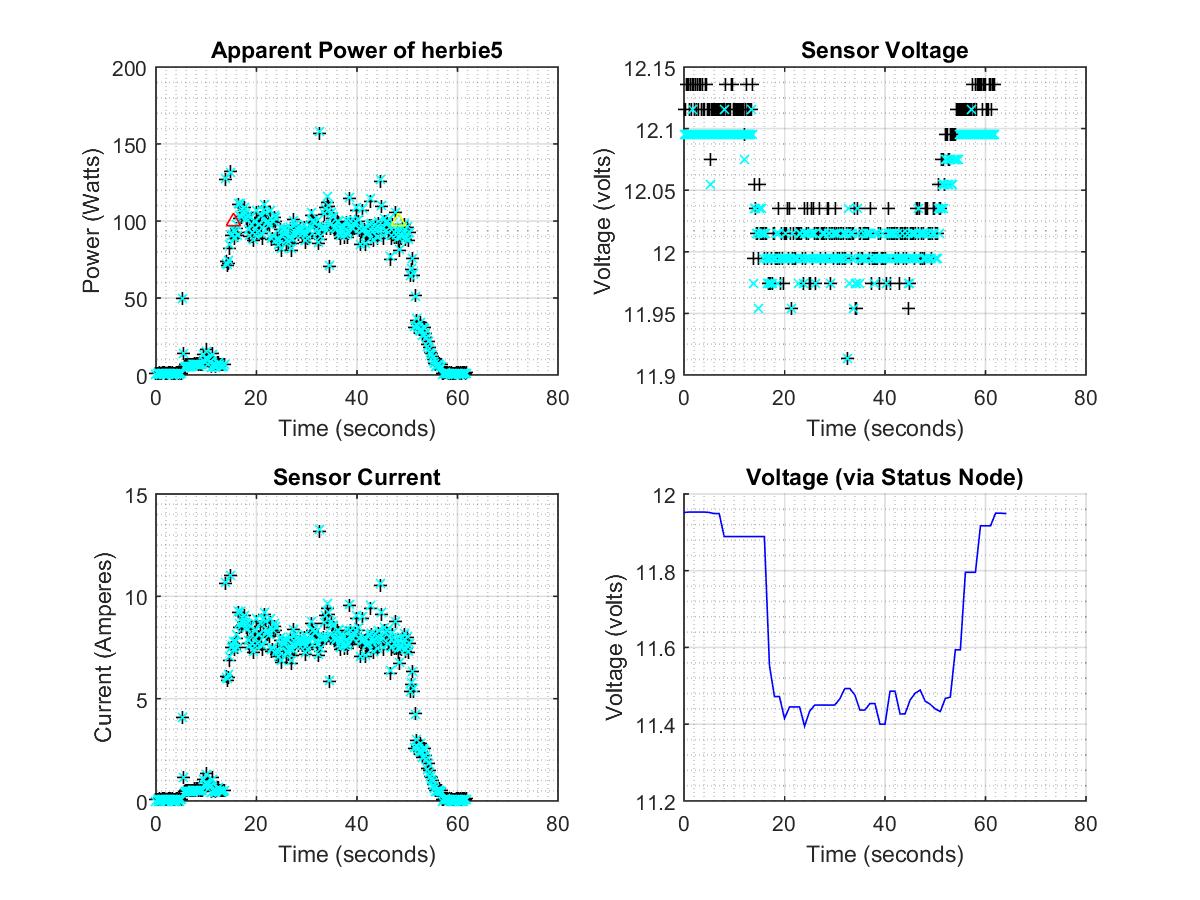 Apparent Power of herbie5
200
150
100
50
0
0 20 40 60 80
Power (Watts)
Time (seconds)
Sensor Voltage
12.15
12.1
12.05
12
11.95
11.9
0 20 40 60 80
Voltage (volts)
Time (seconds)
Sensor Current
15
10
5
0
0 20 40 60 80
Current (Amperes)
Time (seconds)
Voltage (via Status Node)
12
11.8
11.6
11.4
11.2
0 20 40 60 80
Voltage (volts)
Time (seconds)